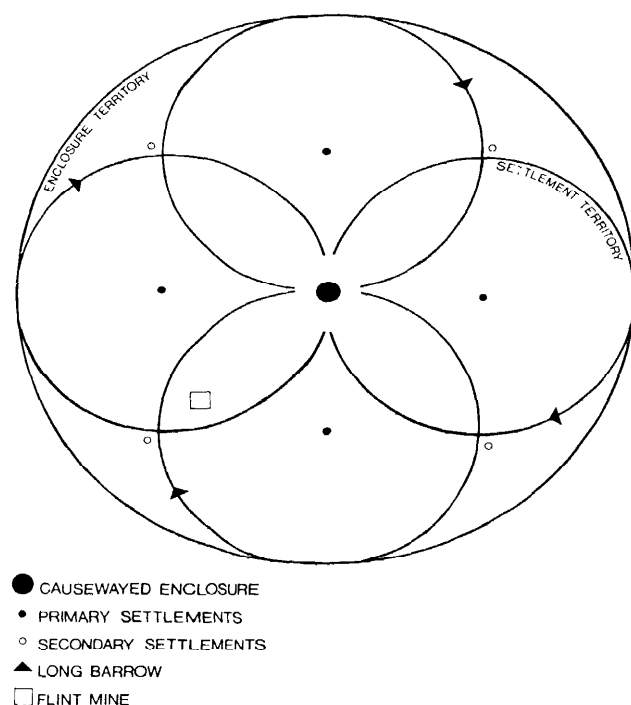 ENCLOSURE TERRITORY
SETTLEMENT TERRITORY
CAUSEWAYED ENCLOSURE
PRIMARY SETTLEMENTS
SECONDARY SETTLEMENTS
LONG BARROW
FLINT MINE